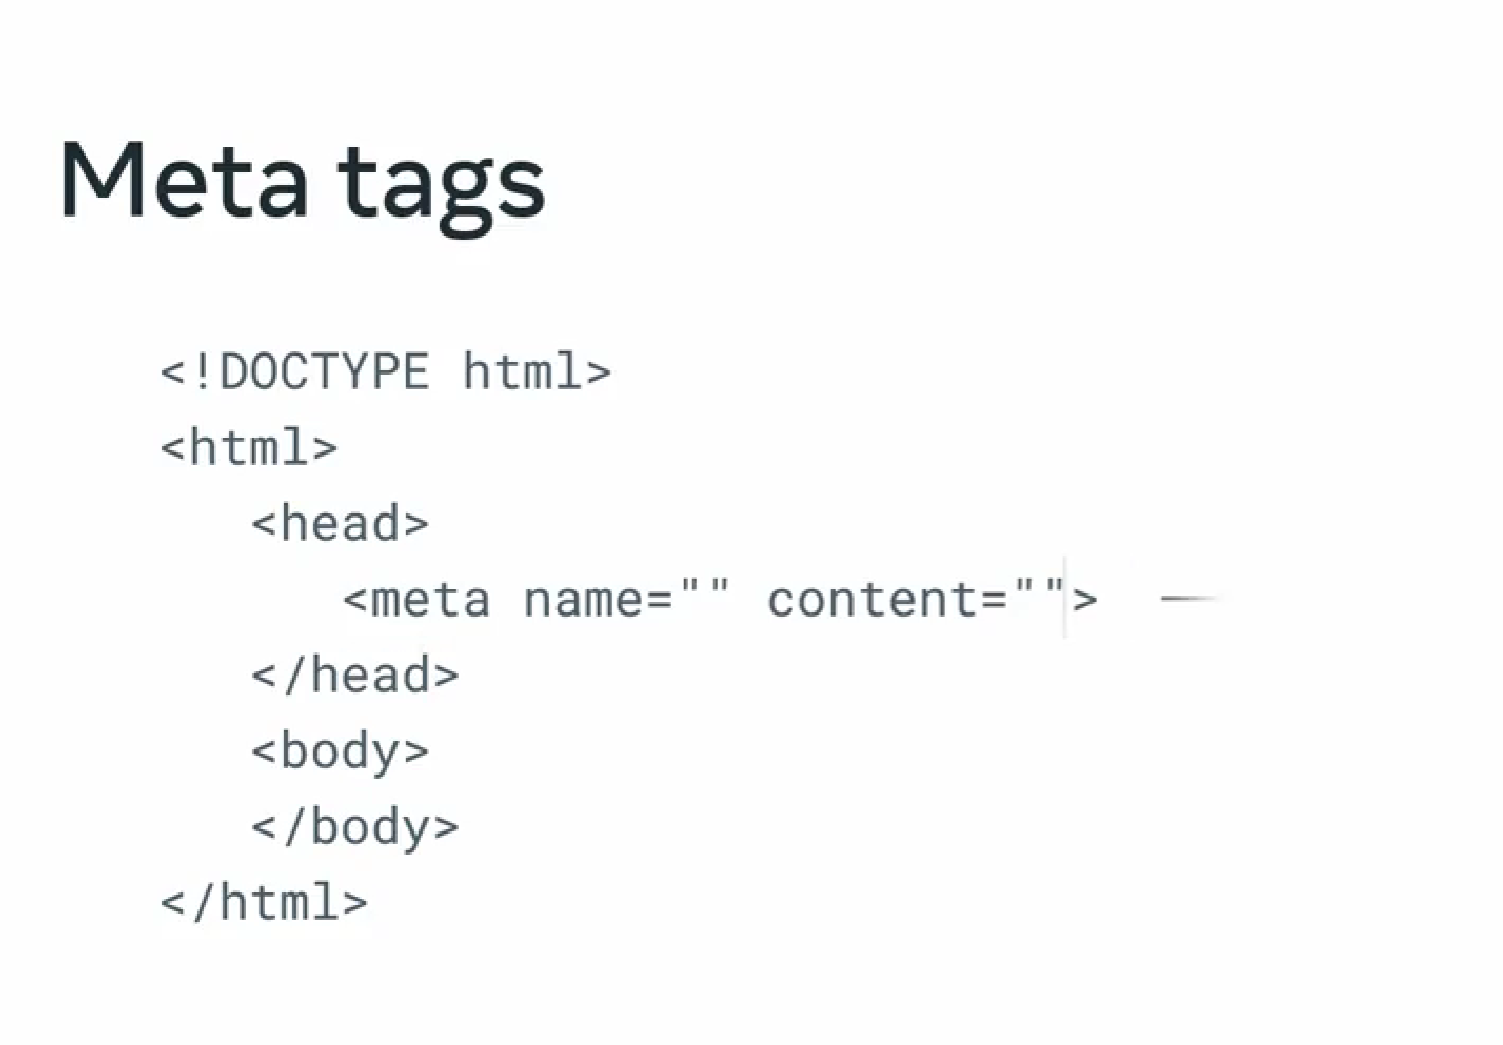 Meta tags
<!DOCTYPE html>
<html>
<head>
<meta name="" content="">
</head>
<body>
</body>
</html>